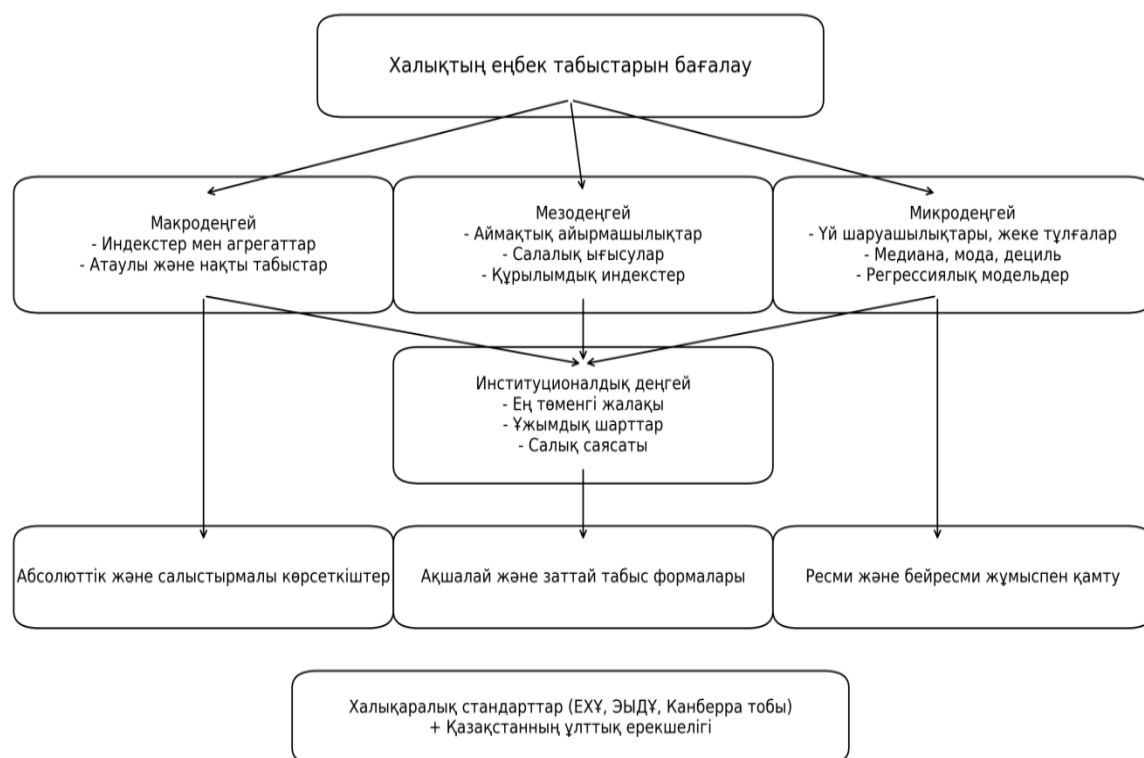 Халықтың еңбек табыстарын бағалау
Макродеңгей
- Индекстер мен агрегаттар
- Атаулы және нақты табыстар
Мезодеңгей
- Аймақтық айырмашылықтар
- Салалық ығысулар
- Құрылымдық индекстер
Микродеңгей
- Үй шаруашылықтары, жеке тұлғалар
- Медиана, мода, дециль
- Регрессиялық модельдер
Институционалдық деңгей
- Ең төменгі жалақы
- Ұжымдық шарттар
- Салық саясаты
Абсолюттік және салыстырмалы көрсеткіштер
Ақшалай және заттай табыс формалары
Ресми және бейресми жұмыспен қамту
Халықаралық стандарттар (ЕХҰ, ЭЫДҰ, Канберра тобы)
+ Қазақстанның ұлттық ерекшелігі